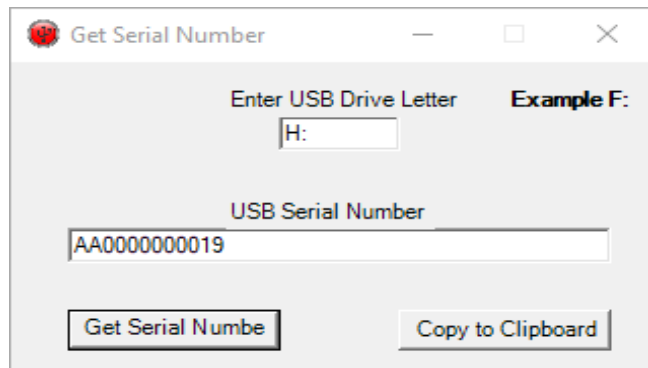 Get Serial Number
Enter USB Drive Letter Example F:
H:
USB Serial Number
AA0000000019
Get Serial Numbe Copy to Clipboard